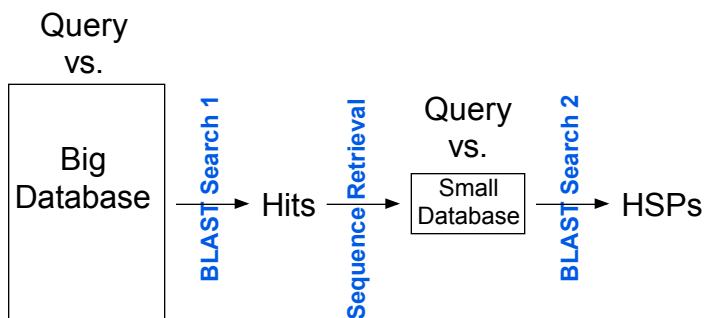 Query
vs.
Big
Database
BLAST Search 1
Hits
Sequence Retrieval
Query
vs.
Small
Database
BLAST Search 2
HSPs